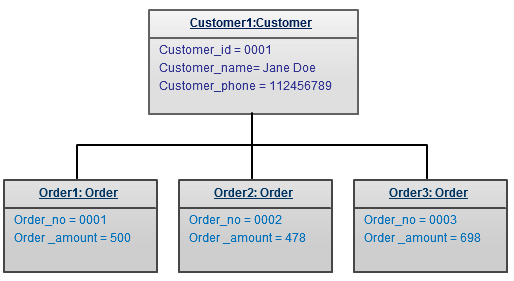 Customer1:Customer
Customer_id = 0001
Customer_name= Jane Doe
Customer_phone = 112456789
Order1: Order
Order_no = 0001
Order _amount = 500
Order2: Order
Order_no = 0002
Order _amount = 478
Order3: Order
Order_no = 0003
Order _amount = 698